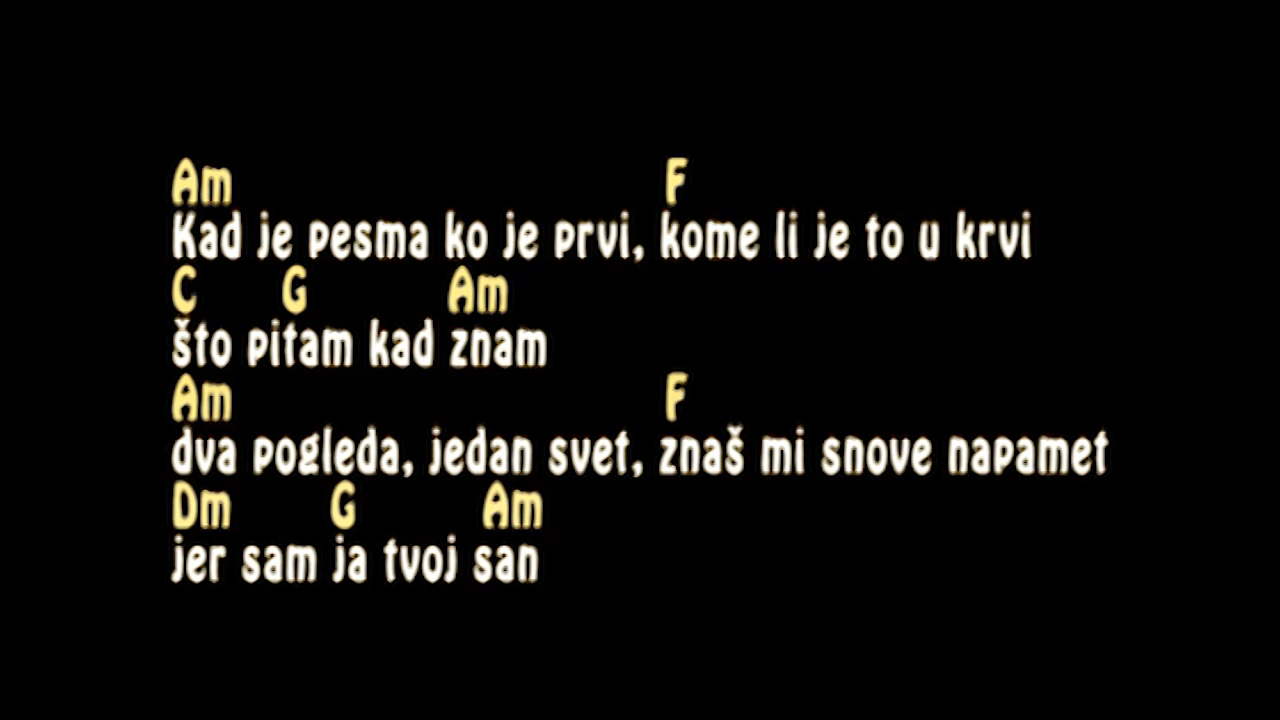 Am F
Kad je pesma ko je prvi, kome li je to u krvi
C G Am
što pitam kad znam
Am F
dva pogleda, jedan svet, znaš mi snove napamet
Dm G Am
jer sam ja tvoj san